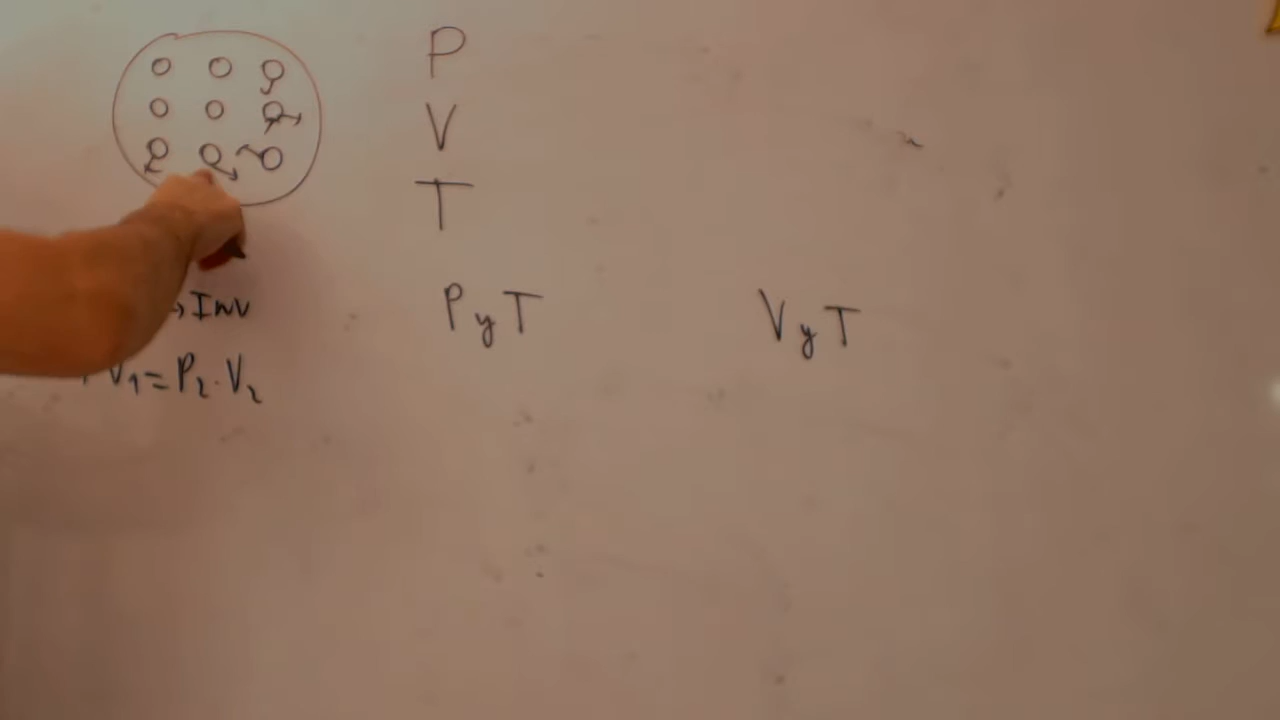 P
V
T
→ Inv
P y T
V y T
V₁ = P₂ · V₂